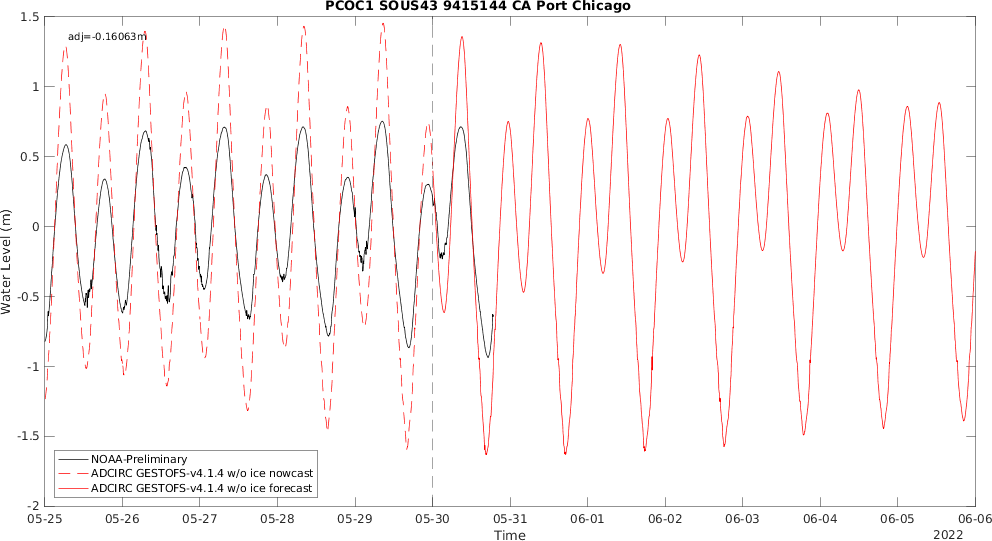 PCOC1 SOUS43 9415144 CA Port Chicago
adj=-0.16063m
1.5
1
0.5
0
-0.5
-1
-1.5
-2
Water Level (m)
NOAA-Preliminary
ADCIRC GESTOFS-v4.1.4 w/o ice nowcast
ADCIRC GESTOFS-v4.1.4 w/o ice forecast
05-25 05-26 05-27 05-28 05-29 05-30 05-31 06-01 06-02 06-03 06-04 06-05 06-06
Time
2022